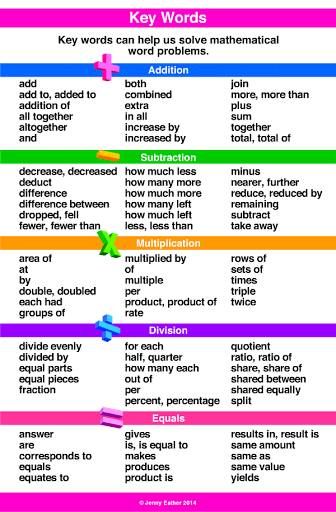 Key Words
Key words can help us solve mathematical
word problems.
Addition
add both join
add to, added to combined more, more than
addition of extra plus
all together in all sum
altogether increase by together
and increased by total, total of
Subtraction
decrease, decreased how much less minus
deduct how many more nearer, further
difference how much more reduce, reduced by
difference between how many left remaining
dropped, fell how much left subtract
fewer, fewer than less, less than take away
Multiplication
area of multiplied by rows of
at of sets of
by multiple times
double, doubled per triple
each had product, product of twice
groups of rate
Division
divide evenly for each quotient
divided by half, quarter ratio, ratio of
equal parts how many each share, share of
equal pieces out of shared between
fraction per shared equally
percent, percentage split
Equals
answer gives results in, result is
are is, is equal to same amount
corresponds to makes same as
equals produces same value
equates to product is yields
© Jenny Eather 2014